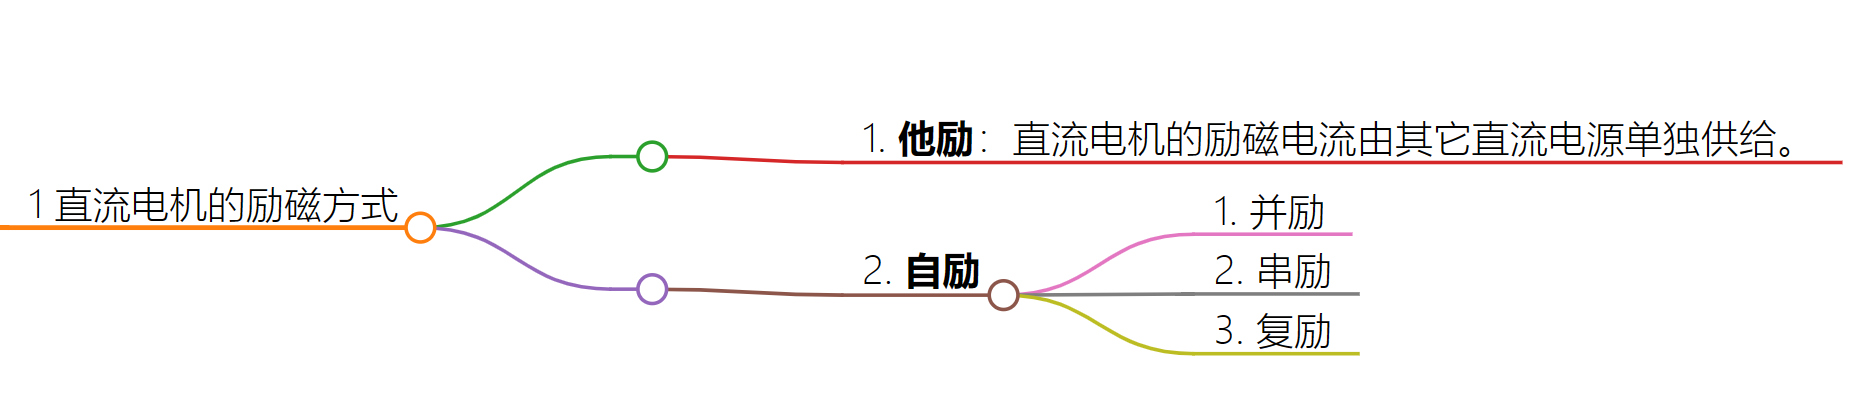 1 直流电机的励磁方式
1. 他励：直流电机的励磁电流由其它直流电源单独供给。
2. 自励
1. 并励
2. 串励
3. 复励